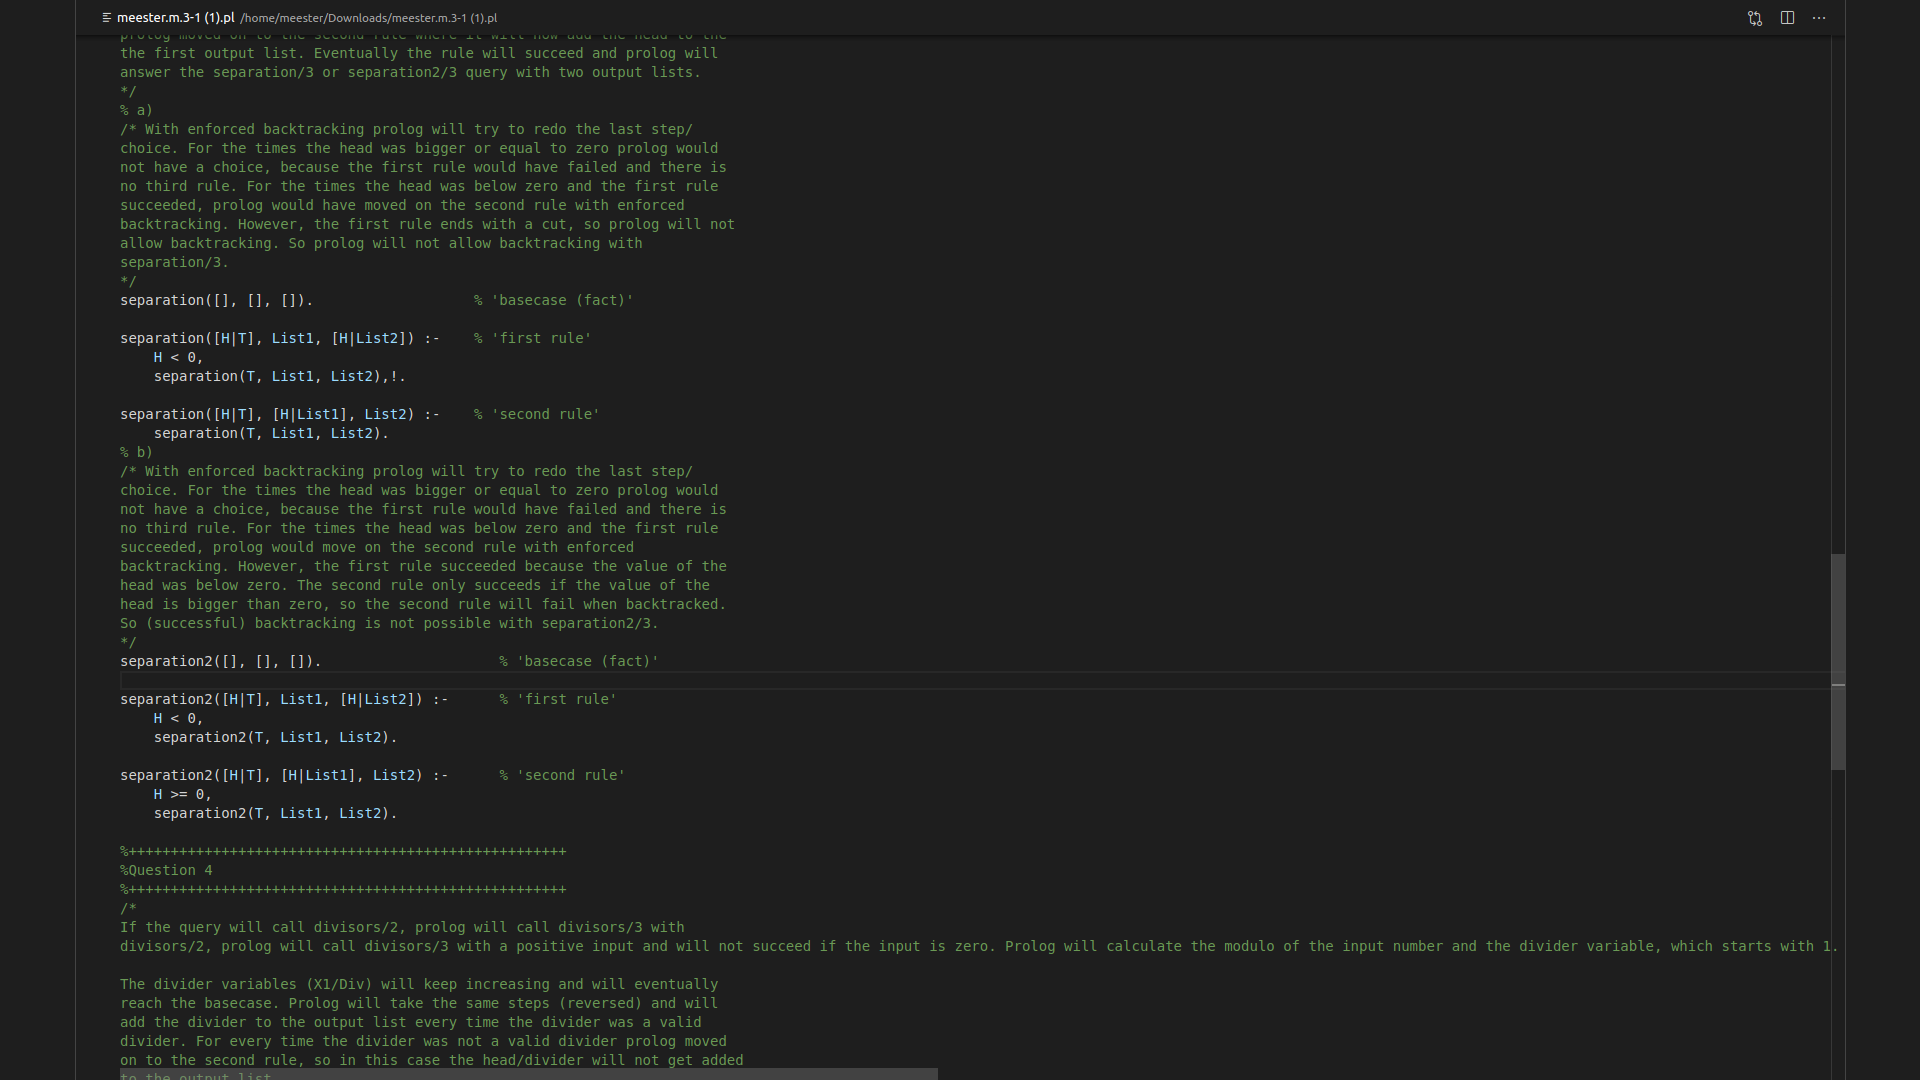 meester.m.3-1 (1).pl /home/meester/Downloads/meester.m.3-1 (1).pl
prolog moved on to the second rule where it will now add the head to the
the first output list. Eventually the rule will succeed and prolog will
answer the separation/3 or separation2/3 query with two output lists.
*/
% a)
/* With enforced backtracking prolog will try to redo the last step/
choice. For the times the head was bigger or equal to zero prolog would
not have a choice, because the first rule would have failed and there is
no third rule. For the times the head was below zero and the first rule
succeeded, prolog would have moved on the second rule with enforced
backtracking. However, the first rule ends with a cut, so prolog will not
allow backtracking. So prolog will not allow backtracking with
separation/3.
*/
separation([], [], []). % 'basecase (fact)'
separation([H|T], List1, [H|List2]) :- % 'first rule'
H < 0,
separation(T, List1, List2),!.
separation([H|T], [H|List1], List2) :- % 'second rule'
separation(T, List1, List2).
% b)
/* With enforced backtracking prolog will try to redo the last step/
choice. For the times the head was bigger or equal to zero prolog would
not have a choice, because the first rule would have failed and there is
no third rule. For the times the head was below zero and the first rule
succeeded, prolog would move on the second rule with enforced
backtracking. However, the first rule succeeded because the value of the
head was below zero. The second rule only succeeds if the value of the
head is bigger than zero, so the second rule will fail when backtracked.
So (successful) backtracking is not possible with separation2/3.
*/
separation2([], [], []). % 'basecase (fact)'
separation2([H|T], List1, [H|List2]) :- % 'first rule'
H < 0,
separation2(T, List1, List2).
separation2([H|T], [H|List1], List2) :- % 'second rule'
H >= 0,
separation2(T, List1, List2).
%++++++++++++++++++++++++++++++++++++++++++++++++++++
%Question 4
%++++++++++++++++++++++++++++++++++++++++++++++++++++
/*
If the query will call divisors/2, prolog will call divisors/3 with
divisors/2, prolog will call divisors/3 with a positive input and will not succeed if the input is zero. Prolog will calculate the modulo of the input number and the divider variable, which starts with 1.
The divider variables (X1/Div) will keep increasing and will eventually
reach the basecase. Prolog will take the same steps (reversed) and will
add the divider to the output list every time the divider was a valid
divider. For every time the divider was not a valid divider prolog moved
on to the second rule, so in this case the head/divider will not get added
to the output list